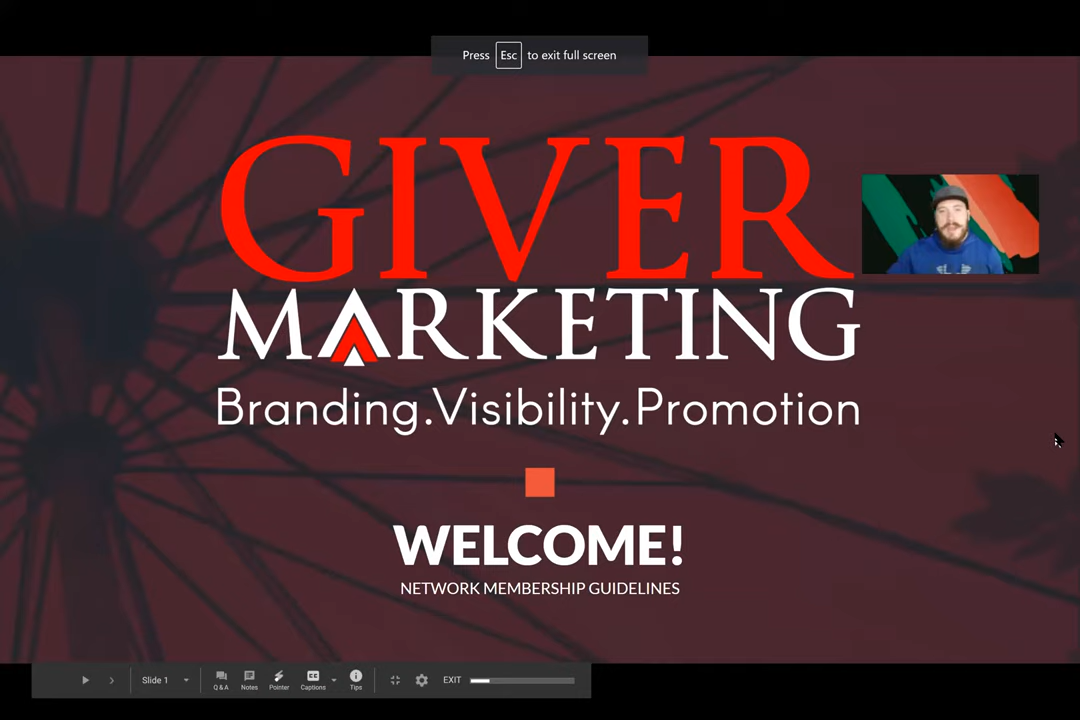 Press Esc to exit full screen
GIVER
MARKETING
Branding.Visibility.Promotion
WELCOME!
NETWORK MEMBERSHIP GUIDELINES
Slide 1
Q & A Notes Pointer CC Captions Tips EXIT